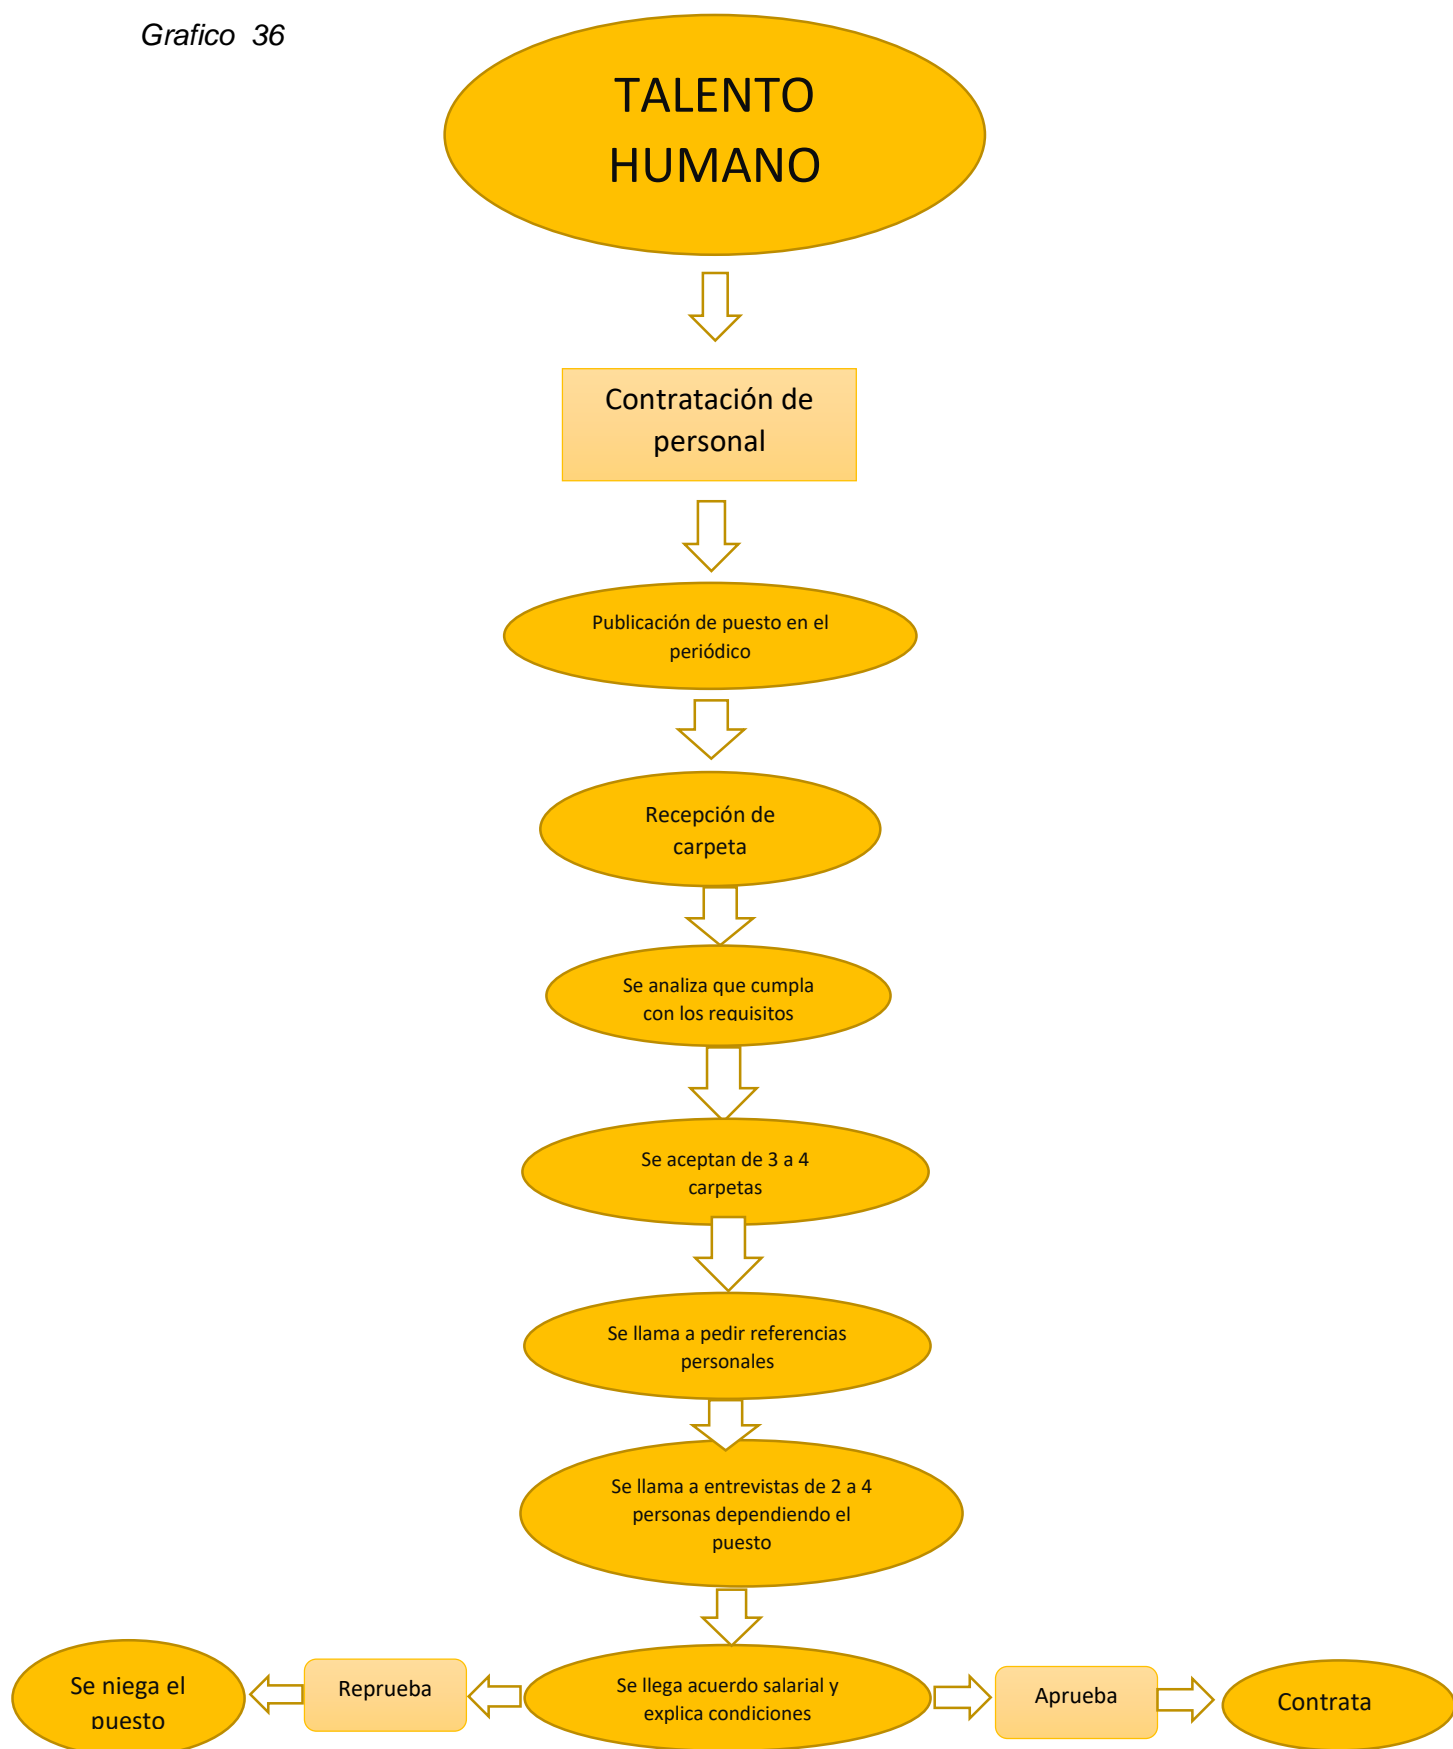 Grafico 36
TALENTO
HUMANO
Contratación de
personal
Publicación de puesto en el
periódico
Recepción de
carpeta
Se analiza que cumpla
con los requisitos
Se aceptan de 3 a 4
carpetas
Se llama a pedir referencias
personales
Se llama a entrevistas de 2 a 4
personas dependiendo el
puesto
Se niega el
puesto
Reprueba
Se llega acuerdo salarial y
explica condiciones
Aprueba
Contrata